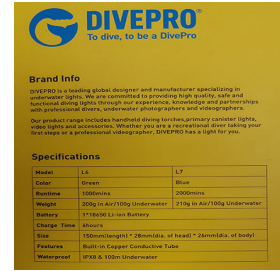 DIVEPRO®
To dive, to be a DivePro
Brand Info
DIVEPRO is a leading global designer and manufacturer specializing in
underwater lights. We are committed to providing high quality, safe and
functional diving lights through our experience, knowledge and partnerships
with professional divers, underwater photographers and videographers.
Our product range includes handheld diving torches,primary canister lights,
video lights and accessories. Whether you are a recreational diver taking your
first steps or a professional videographer, DIVEPRO has a light for you.
Specifications
Model L6 L7
Color Green Blue
Runtime 1000mins 2000mins
Weight 200g in Air/100g Underwater 210g in Air/100g Underwater
Battery 1*18650 Li-ion Battery
Charge Time 6hours
Size 150mm(lenght) * 28mm(dia. of head) * 26mm(dia. of body)
Features Built-in Copper Conductive Tube
Waterproof IPX8 & 100m Underwater